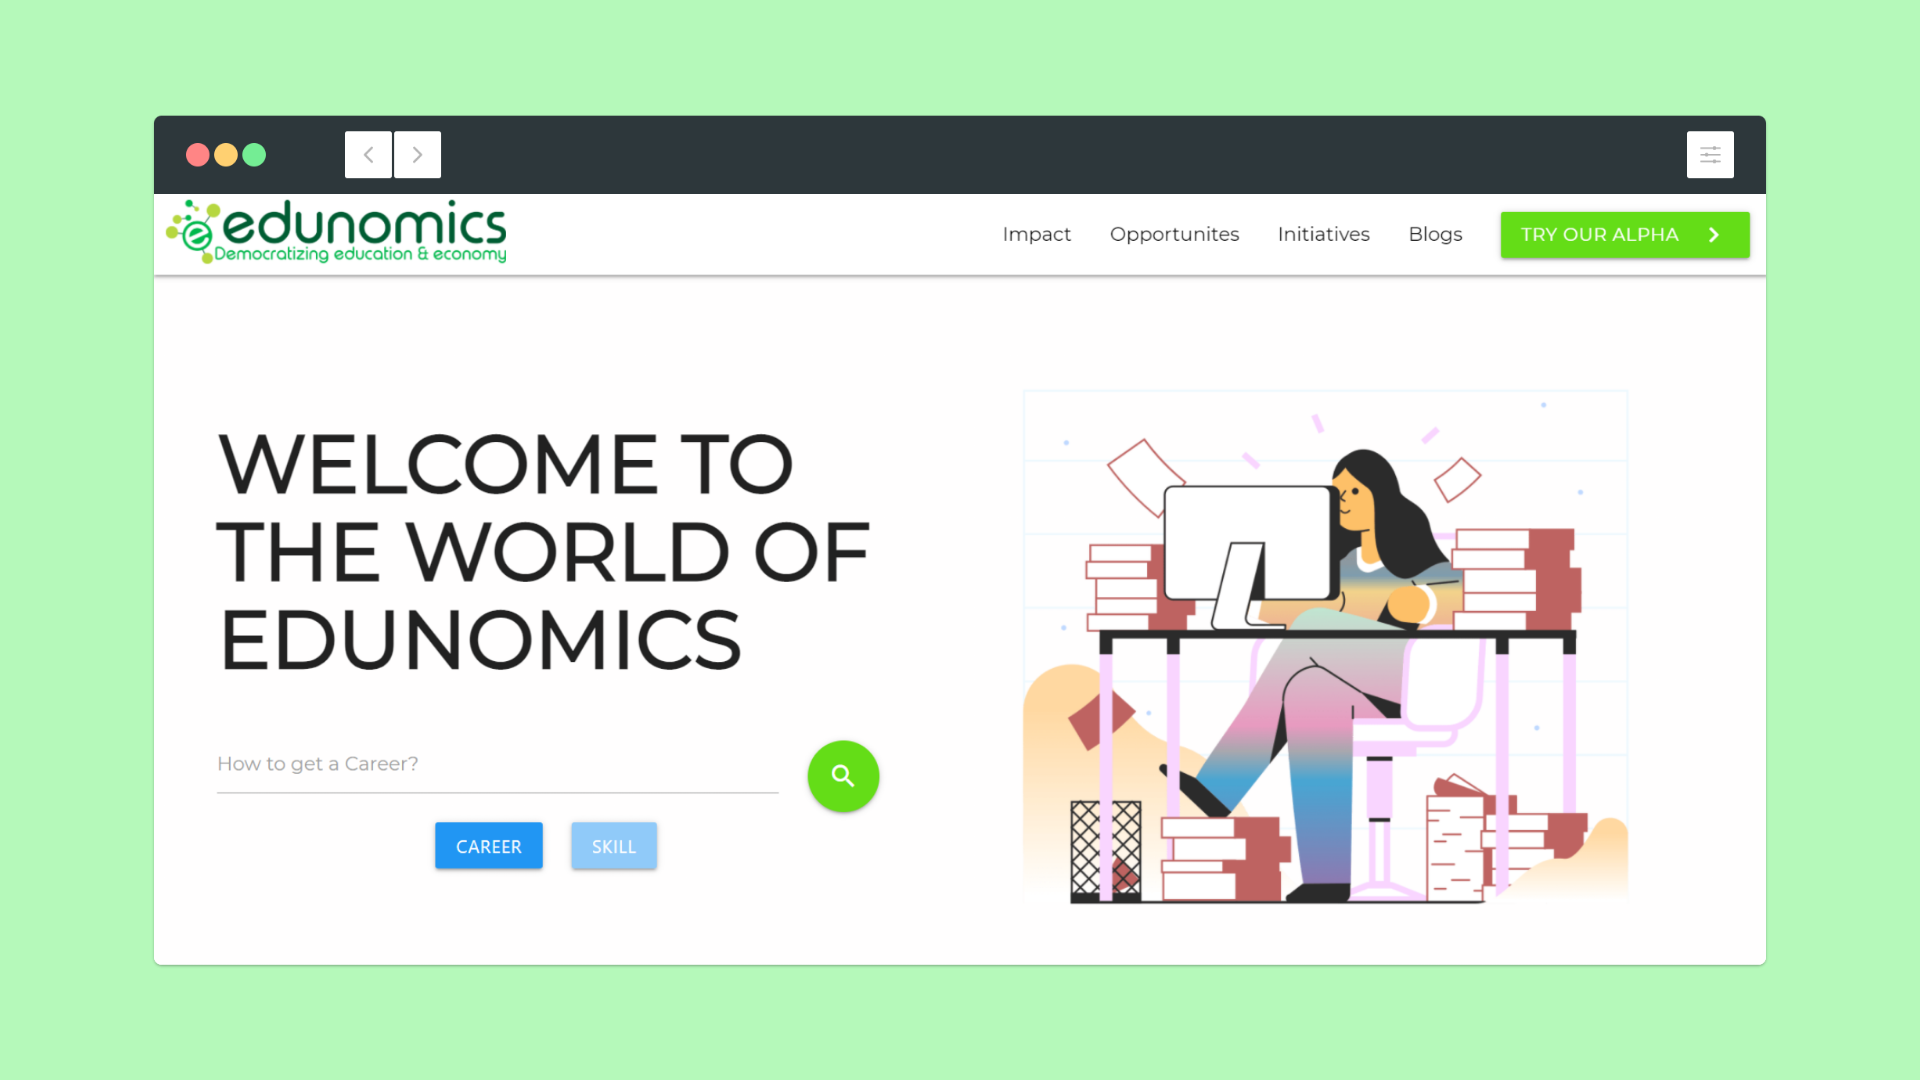 edunomics
Democratizing education & economy
Impact
Opportunites
Initiatives
Blogs
TRY OUR ALPHA
WELCOME TO
THE WORLD OF
EDUNOMICS
How to get a Career?
CAREER
SKILL